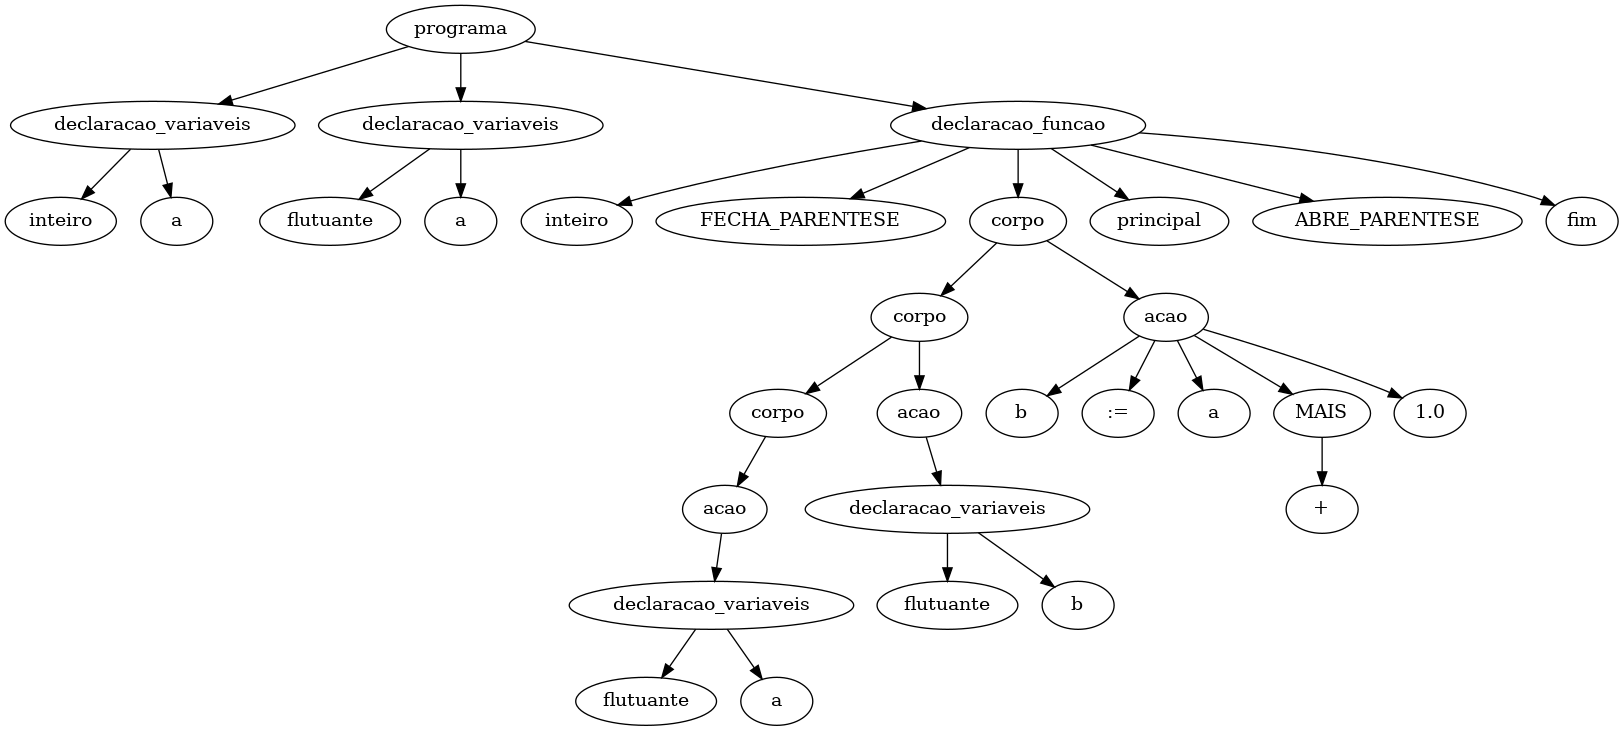 programa
declaracao_variaveis
declaracao_variaveis
declaracao_funcao
inteiro
a
flutuante
a
inteiro
FECHA_PARENTESE
corpo
principal
ABRE_PARENTESE
fim
corpo
acao
corpo
acao
b
:=
a
MAIS
1.0
acao
declaracao_variaveis
+
declaracao_variaveis
flutuante
b
flutuante
a